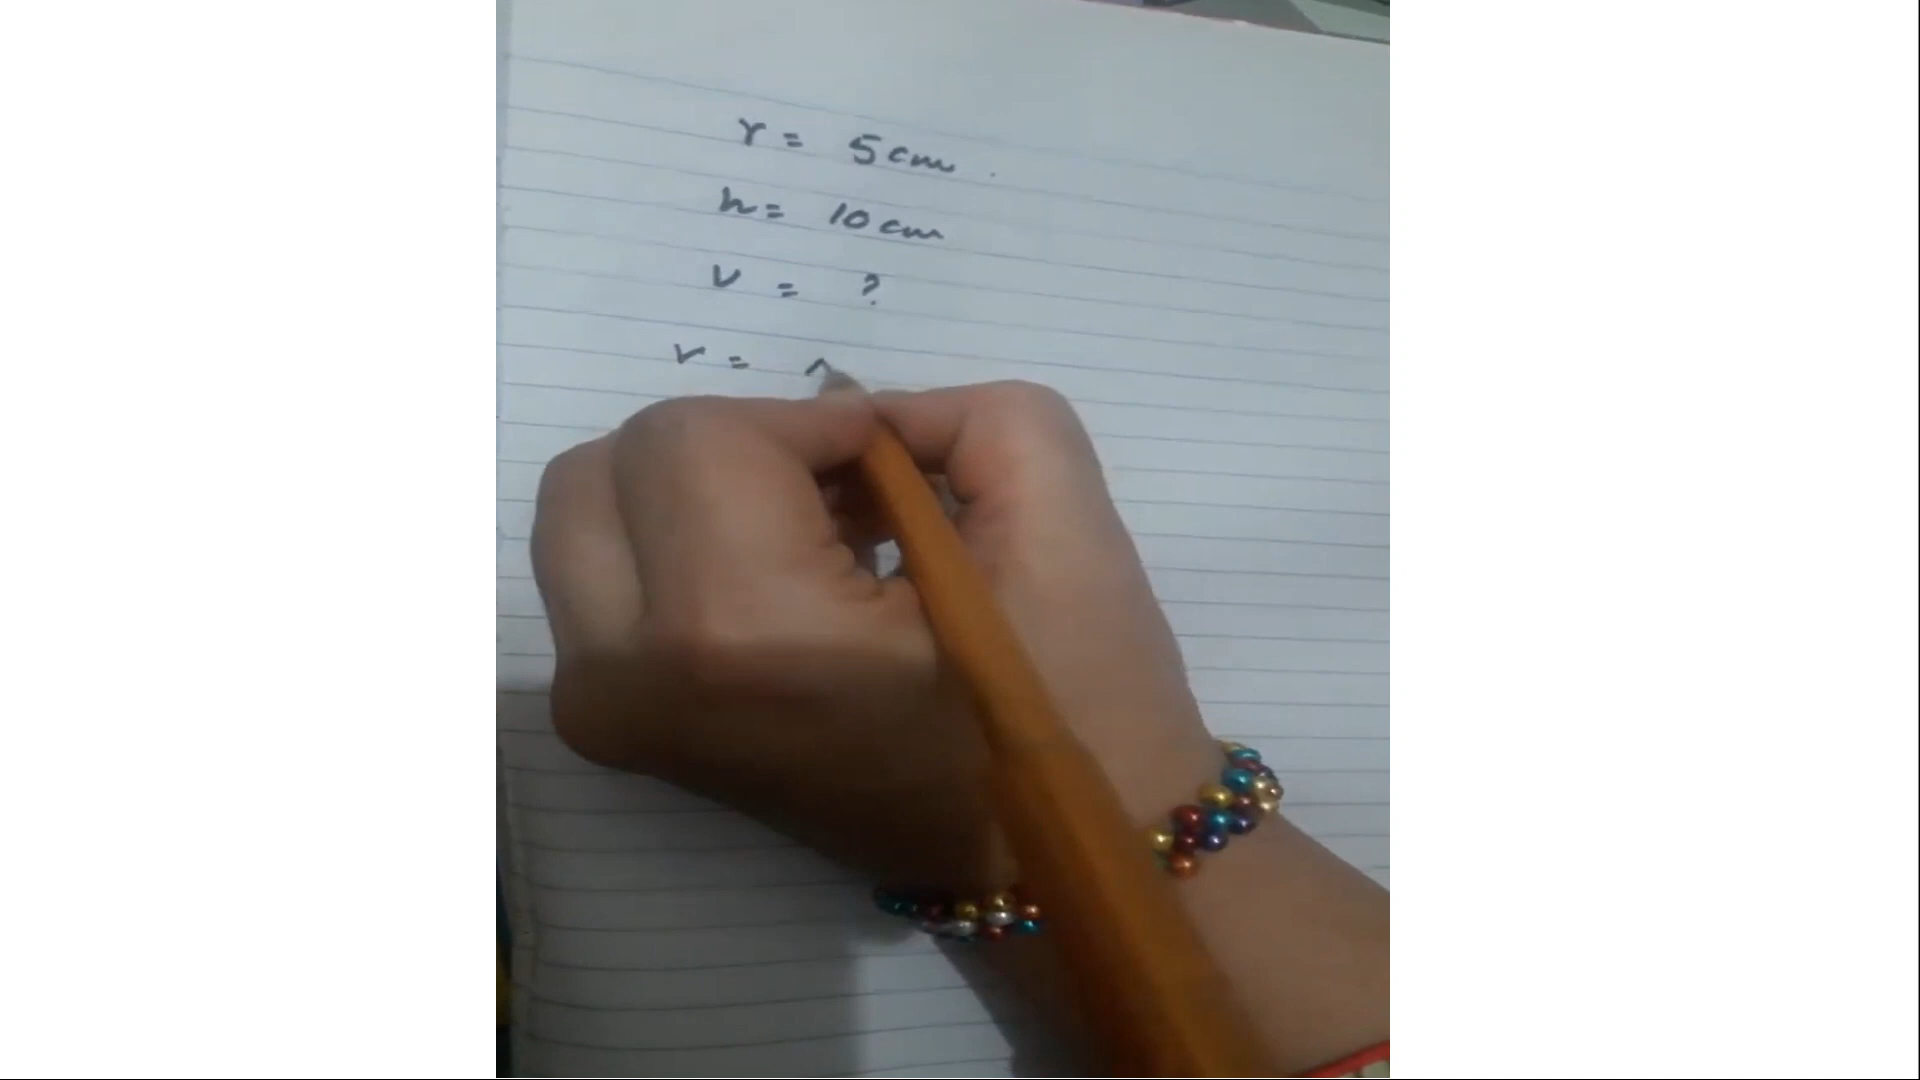 r = 5cm.
h = 10cm
V = ?
V =